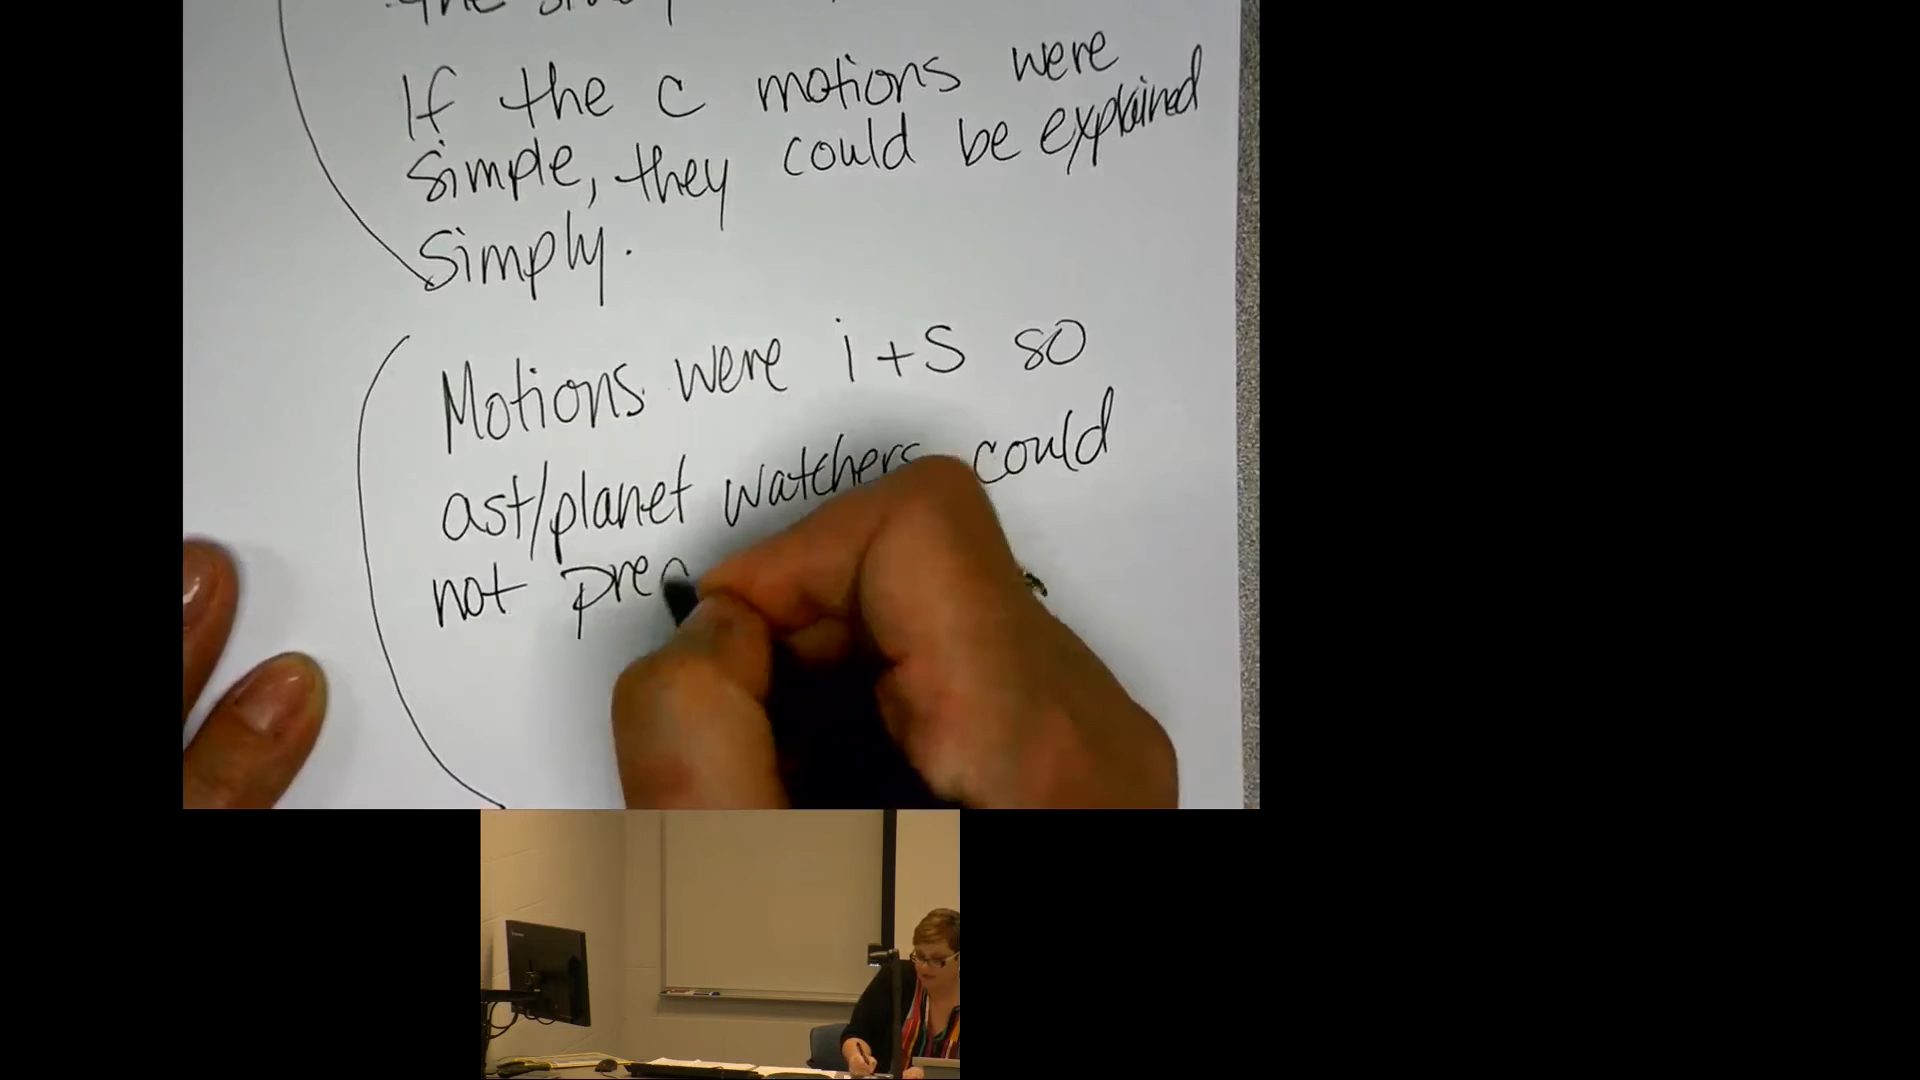 the
If the c motions were
simple, they could be explained
simply.
Motions were i + S so
ast/planet watchers could
not pre